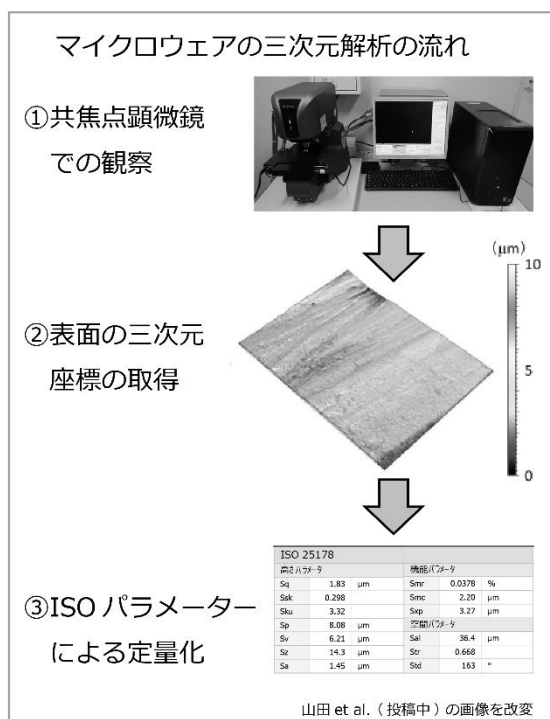 マイクロウェアの三次元解析の流れ
①共焦点顕微鏡
での観察
(μm)
10
5
0
②表面の三次元
座標の取得
③ISO パラメーター
による定量化
ISO 25178
高さパラメータ 機能パラメータ
Sq 1.83 μm Smr 0.0378 %
Ssk 0.298 Smc 2.20 μm
Sku 3.32 Sxp 3.27 μm
Sp 8.08 μm 空間パラメータ
Sv 6.21 μm Sal 36.4 μm
Sz 14.3 μm Str 0.668
Sa 1.45 μm Std 163 °
山田 et al.（投稿中）の画像を改変